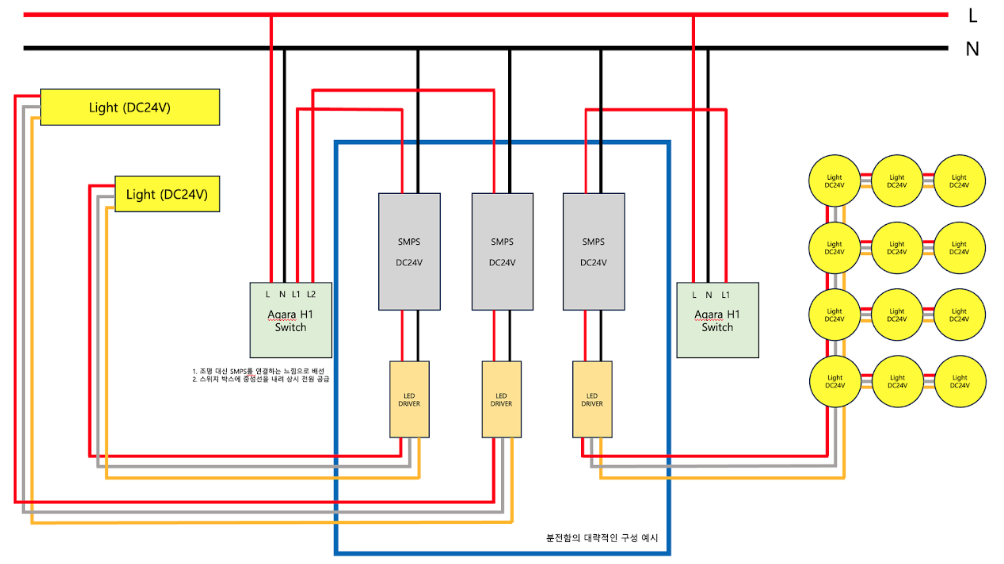 L
N
Light (DC24V)
Light (DC24V)
SMPS
DC24V
SMPS
DC24V
SMPS
DC24V
L N L1 L2
Aqara H1
Switch
L N L1
Aqara H1
Switch
1. 조명 대신 SMPS를 연결하는 느낌으로 배선
2. 스위치 박스에 중성선을 내려 상시 전원 공급
LED
DRIVER
LED
DRIVER
LED
DRIVER
Light
DC24V
Light
DC24V
Light
DC24V
Light
DC24V
Light
DC24V
Light
DC24V
Light
DC24V
Light
DC24V
Light
DC24V
Light
DC24V
Light
DC24V
Light
DC24V
분전함의 대략적인 구성 예시